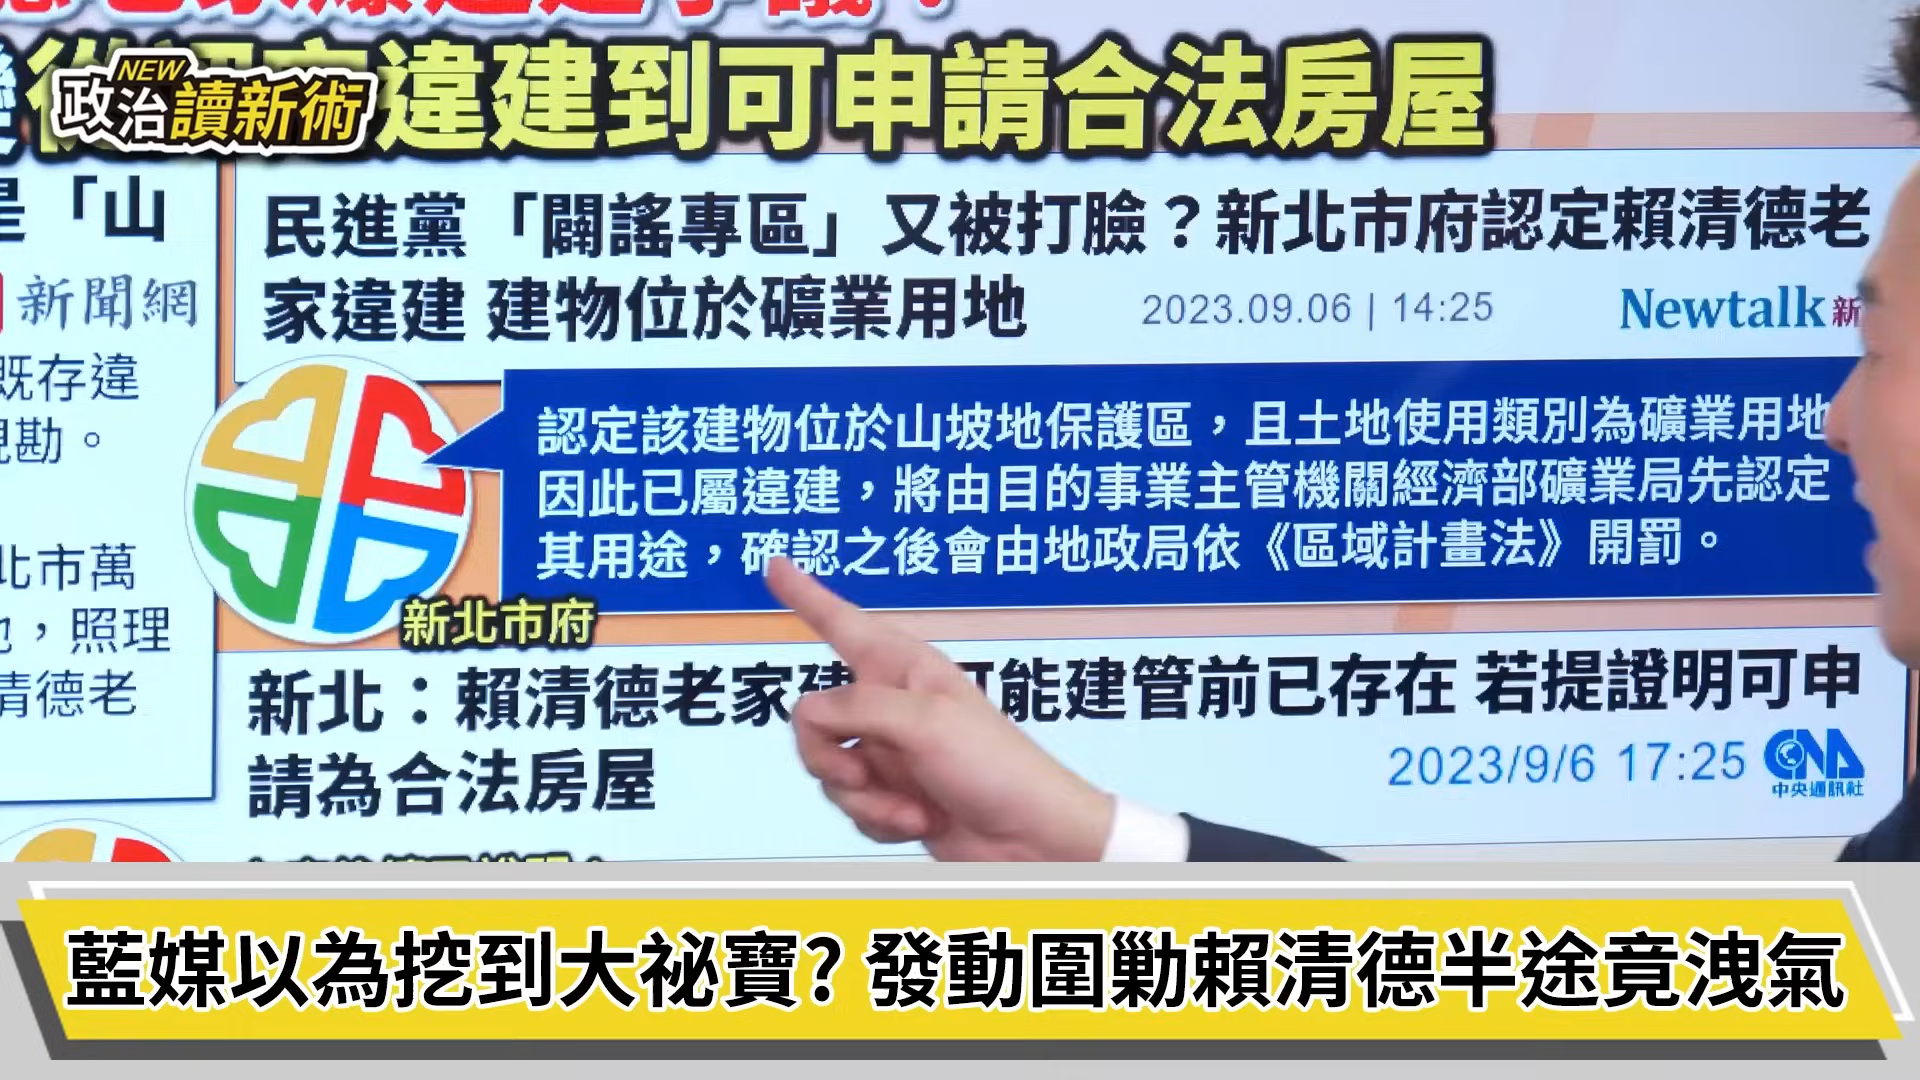 NEW
政治讀新術
違建到可申請合法房屋
是「山
新聞網
既存違
視勘。
北市萬
地，照理
清德老
民進黨「闢謠專區」又被打臉？新北市府認定賴清德老
家違建 建物位於礦業用地
2023.09.06 | 14:25
Newtalk新
認定該建物位於山坡地保護區，且土地使用類別為礦業用地
因此已屬違建，將由目的事業主管機關經濟部礦業局先認定
其用途，確認之後會由地政局依《區域計畫法》開罰。
新北市府
新北：賴清德老家建 可能建管前已存在 若提證明可申
請為合法房屋
2023/9/6 17:25
CNA
中央通訊社
藍媒以為挖到大祕寶? 發動圍勦賴清德半途竟洩氣